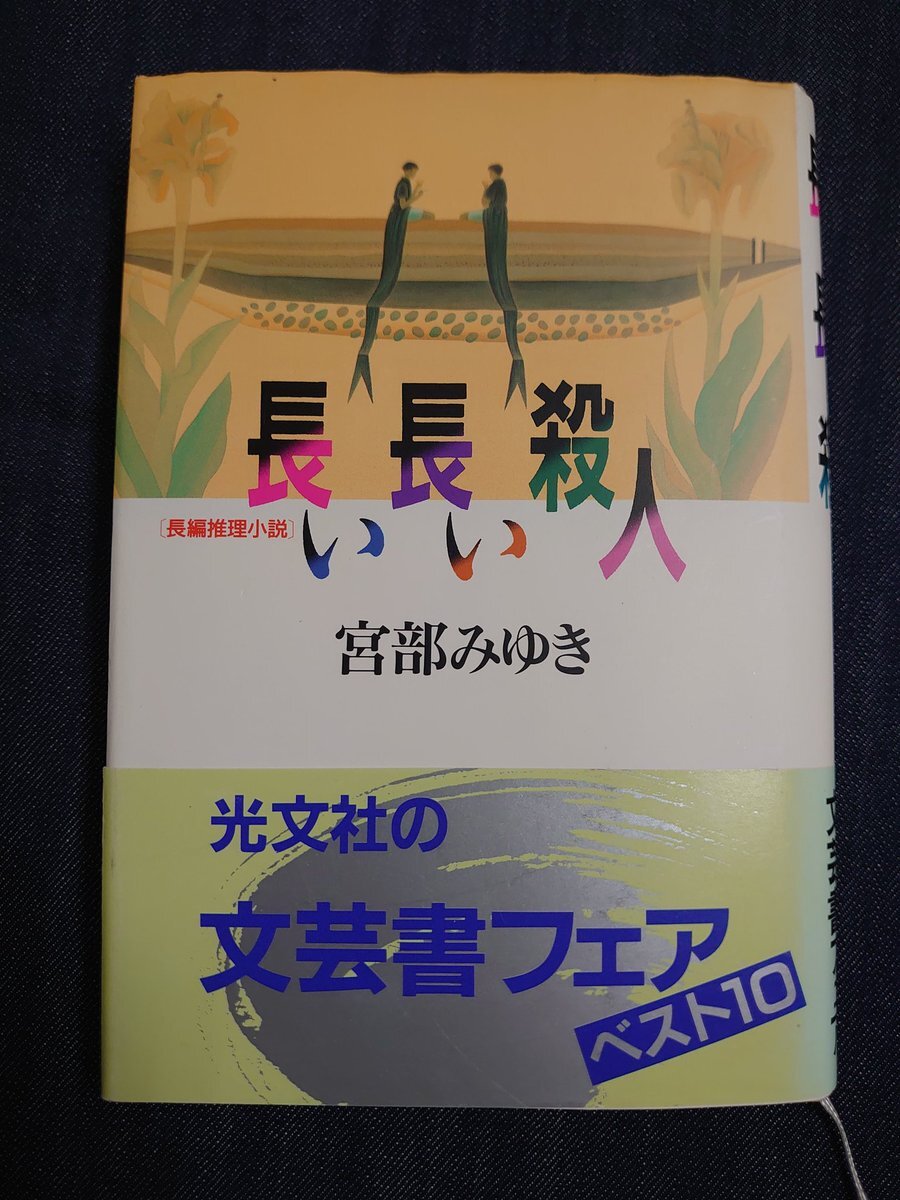 長い長い殺人
〔長編推理小説〕
宮部みゆき
光文社の
文芸書フェア
ベスト10